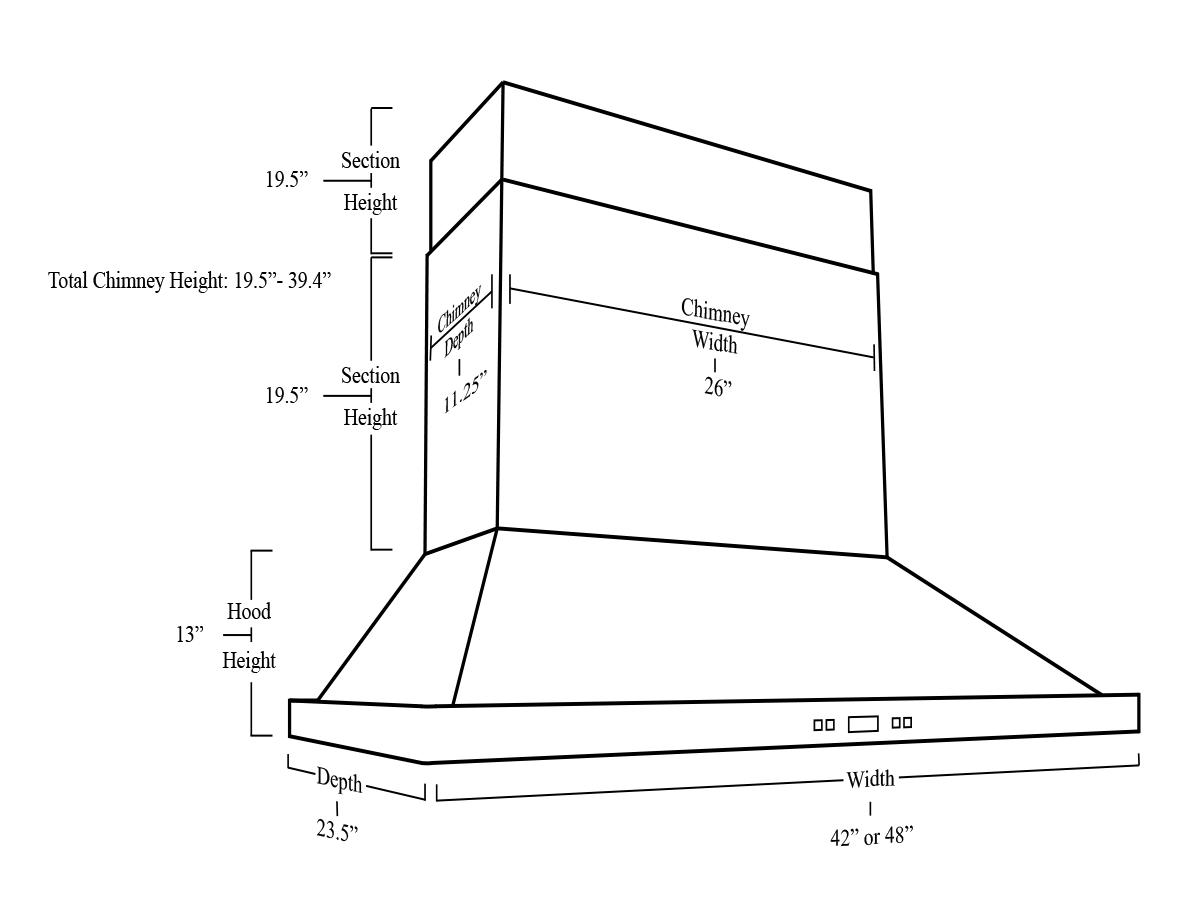 Section
19.5”
Height
Total Chimney Height: 19.5”- 39.4”
Chimney
Depth
11.25”
Chimney
Width
26”
Section
19.5”
Height
Hood
13”
Height
Depth
23.5”
Width
42” or 48”